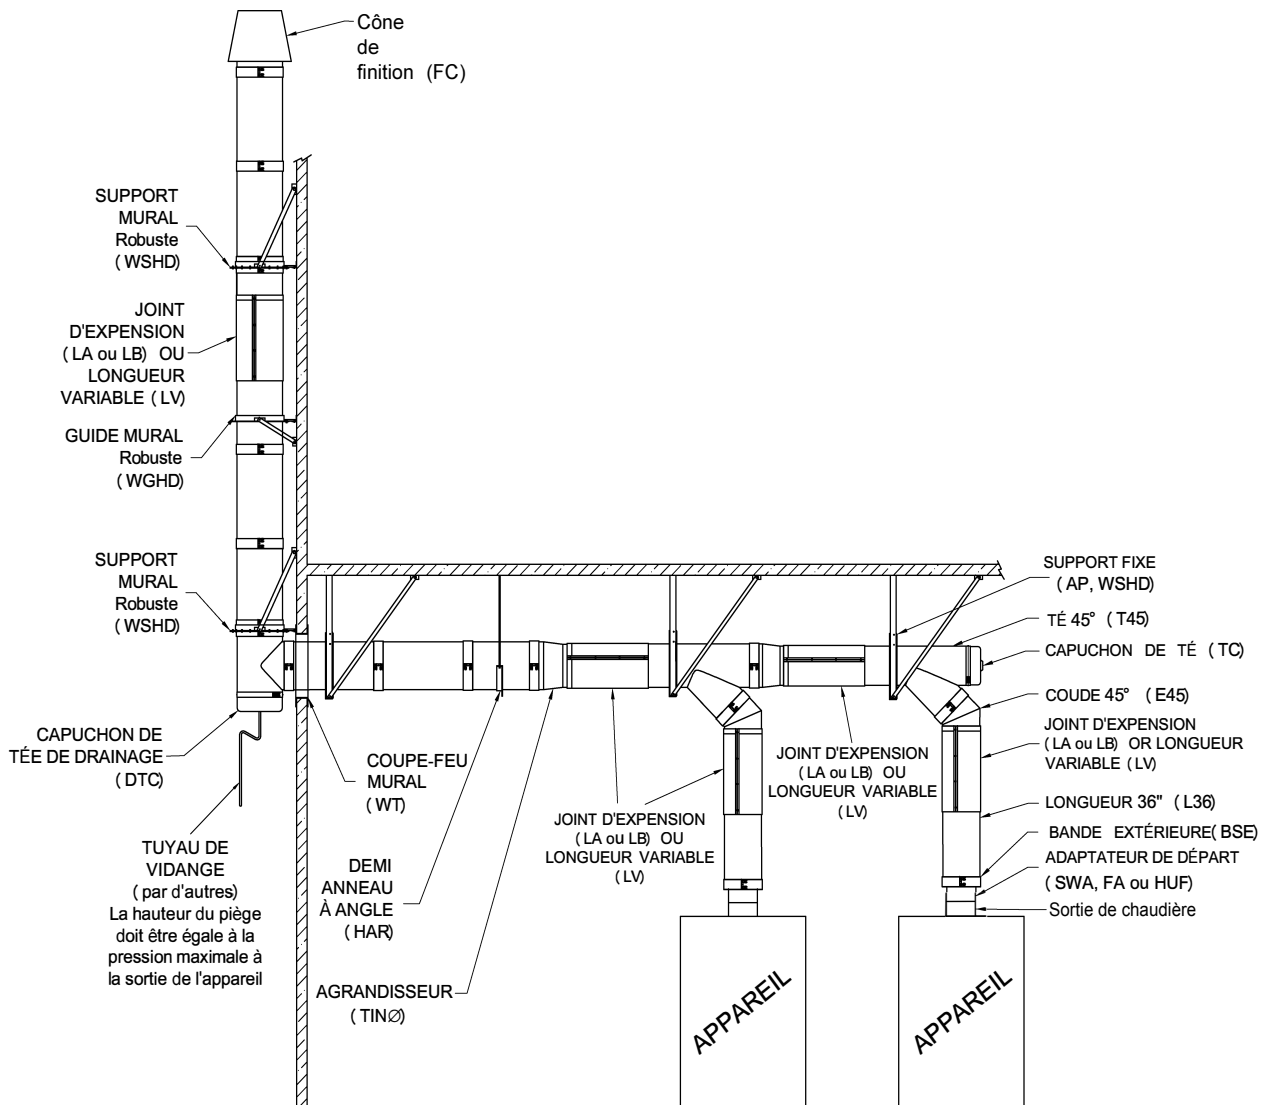 Cône
de
finition (FC)
SUPPORT
MURAL
Robuste
(WSHD)
JOINT
D'EXPENSION
(LA ou LB) OU
LONGUEUR
VARIABLE (LV)
GUIDE MURAL
Robuste
(WGHD)
SUPPORT
MURAL
Robuste
(WSHD)
CAPUCHON DE
TÉE DE DRAINAGE
(DTC)
TUYAU DE
VIDANGE
(par d'autres)
La hauteur du piège
doit être égale à la
pression maximale à
la sortie de l'appareil
COUPE-FEU
MURAL
(WT)
DEMI
ANNEAU
À ANGLE
(HAR)
AGRANDISSEUR
(TINØ)
JOINT D'EXPENSION
(LA ou LB) OU
LONGUEUR VARIABLE
(LV)
JOINT D'EXPENSION
(LA ou LB) OU
LONGUEUR VARIABLE
(LV)
SUPPORT FIXE
(AP, WSHD)
TÉ 45° (T45)
CAPUCHON DE TÉ (TC)
COUDE 45° (E45)
JOINT D'EXPENSION
(LA ou LB) OR LONGUEUR
VARIABLE (LV)
LONGUEUR 36" (L36)
BANDE EXTÉRIEURE(BSE)
ADAPTATEUR DE DÉPART
(SWA, FA ou HUF)
Sortie de chaudière
APPAREIL
APPAREIL